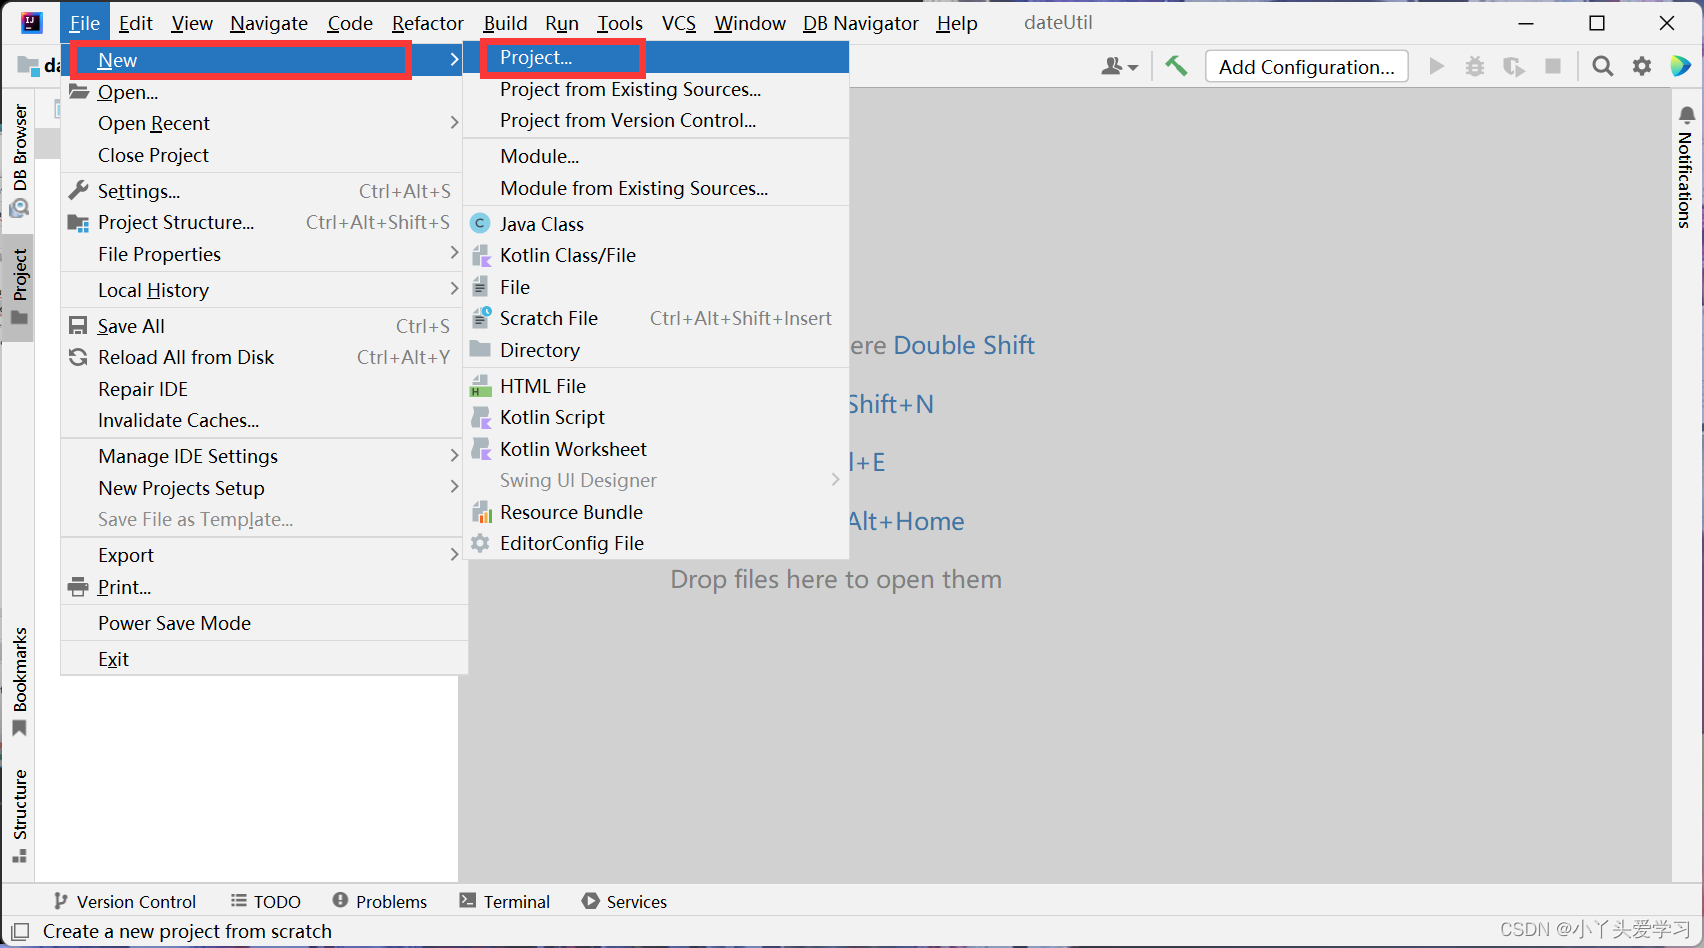 File Edit View Navigate Code Refactor Build Run Tools VCS Window DB Navigator Help dateUtil
Add Configuration...
New
Open...
Open Recent
Close Project
Settings... Ctrl+Alt+S
Project Structure... Ctrl+Alt+Shift+S
File Properties
Local History
Save All Ctrl+S
Reload All from Disk Ctrl+Alt+Y
Repair IDE
Invalidate Caches...
Manage IDE Settings
New Projects Setup
Save File as Template...
Export
Print...
Power Save Mode
Exit
Project...
Project from Existing Sources...
Project from Version Control...
Module...
Module from Existing Sources...
Java Class
Kotlin Class/File
File
Scratch File Ctrl+Alt+Shift+Insert
Directory
HTML File
Kotlin Script
Kotlin Worksheet
Swing UI Designer
Resource Bundle
EditorConfig File
ere Double Shift
Shift+N
l+E
Alt+Home
Drop files here to open them
DB Browser
Project
Bookmarks
Structure
Notifications
Version Control TODO Problems Terminal Services
Create a new project from scratch
CSDN @小丫头爱学习